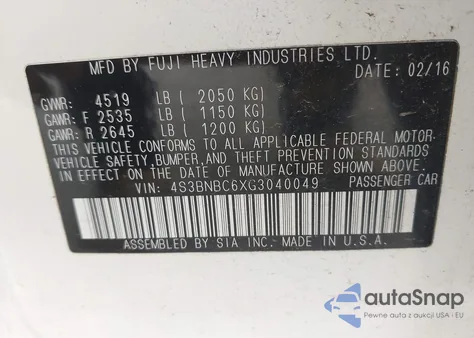 MFD BY FUJI HEAVY INDUSTRIES LTD.
DATE: 02/16
GVWR: 4519 LB ( 2050 KG)
GAWR: F 2535 LB ( 1150 KG)
GAWR: R 2645 LB ( 1200 KG)
THIS VEHICLE CONFORMS TO ALL APPLICABLE FEDERAL MOTOR
VEHICLE SAFETY, BUMPER, AND THEFT PREVENTION STANDARDS
IN EFFECT ON THE DATE OF MANUFACTURE SHOWN ABOVE.
VIN: 4S3BNBC6XG3040049 PASSENGER CAR
ASSEMBLED BY SIA INC. MADE IN U.S.A.
autoSnap
Pewne auta z aukcji USA i EU